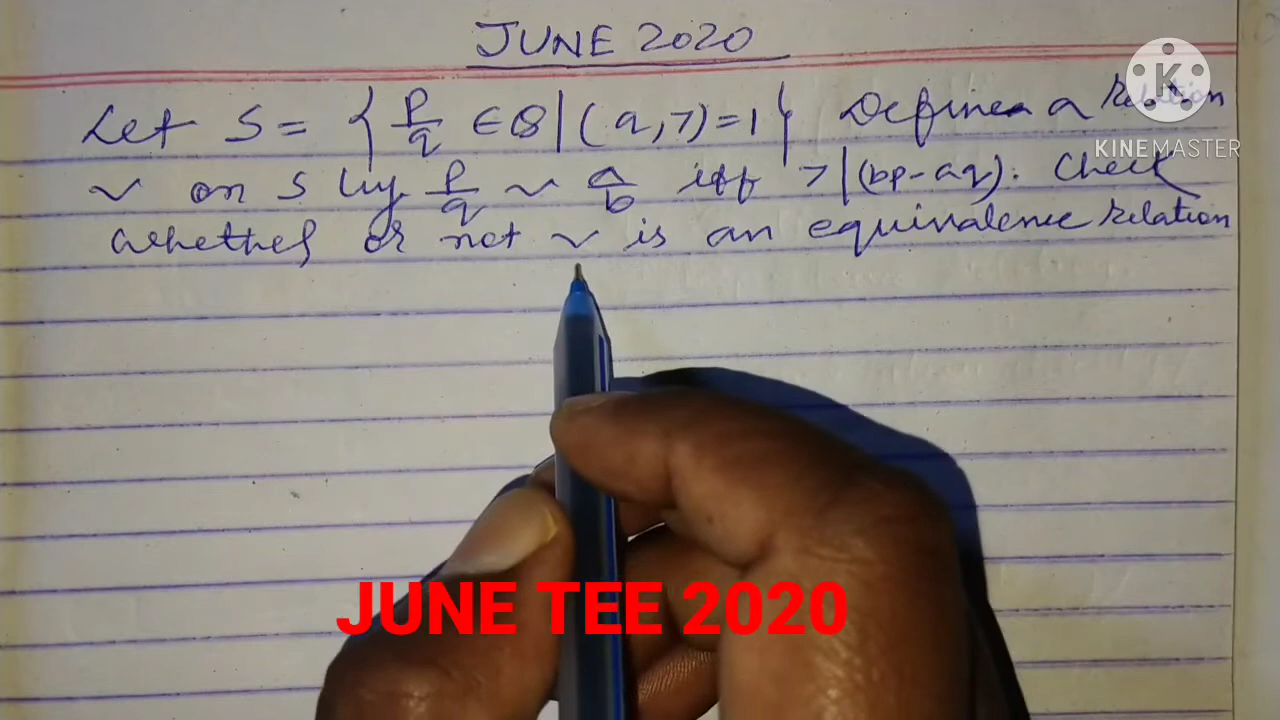 JUNE 2020
Let S = { p/q ∈ Q | (q,7)=1} Define a relation
~ on S by p/q ~ a/b iff 7|(bp-aq). Check
whether or not ~ is an equivalence relation
K
KINEMASTER
JUNE TEE 2020